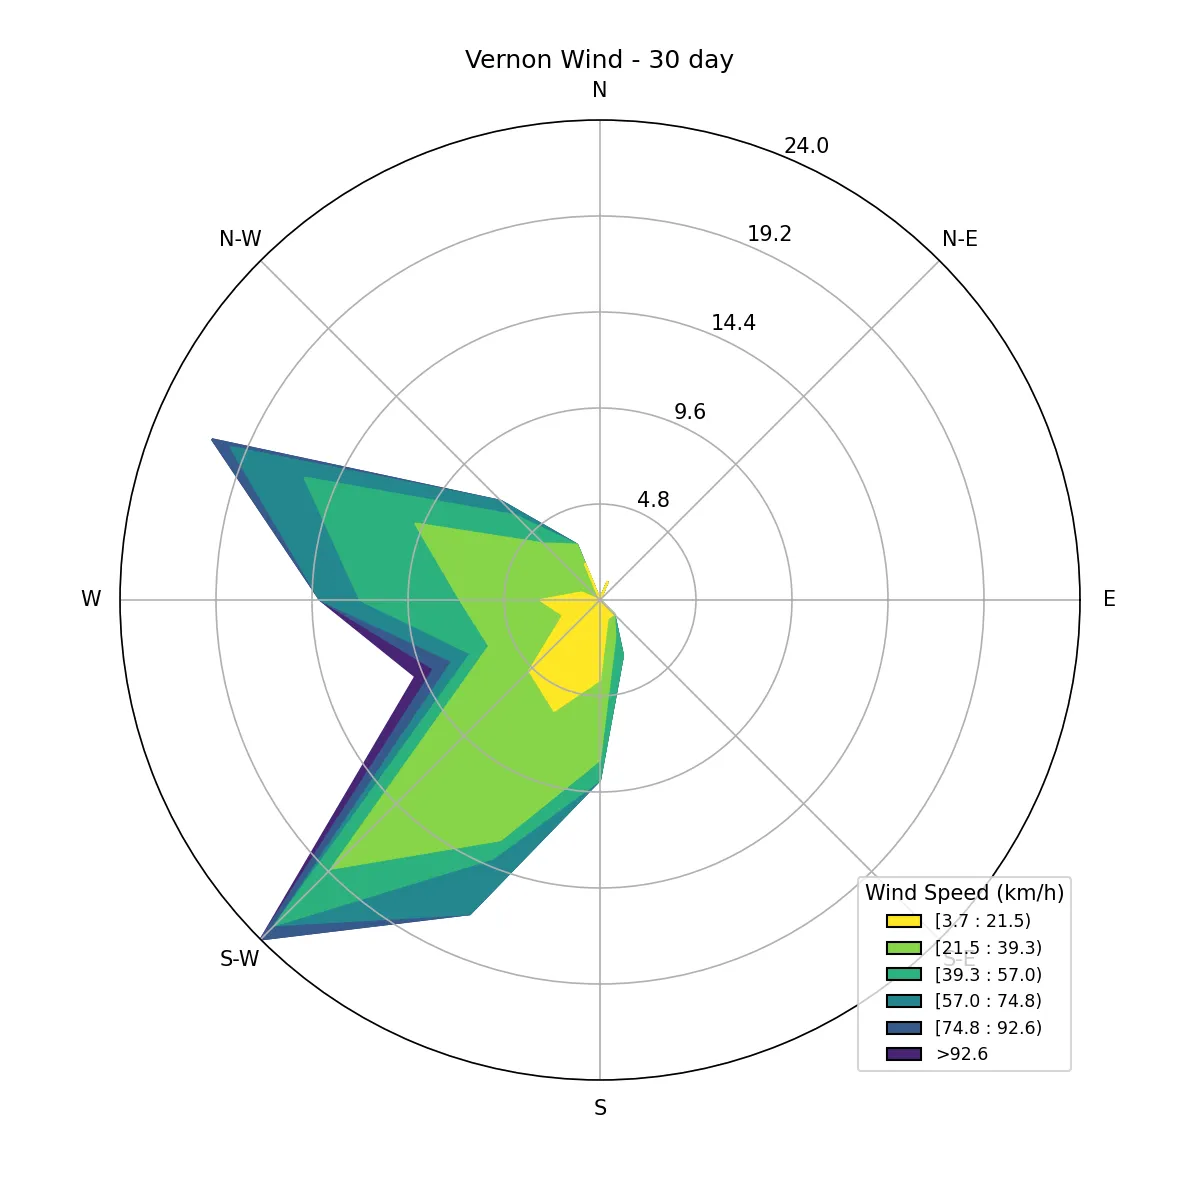 Vernon Wind - 30 day
N
24.0
N-W
19.2
N-E
14.4
9.6
4.8
W
E
Wind Speed (km/h)
[3.7 : 21.5)
[21.5 : 39.3)
S-W
S-E
[39.3 : 57.0)
[57.0 : 74.8)
[74.8 : 92.6)
>92.6
S